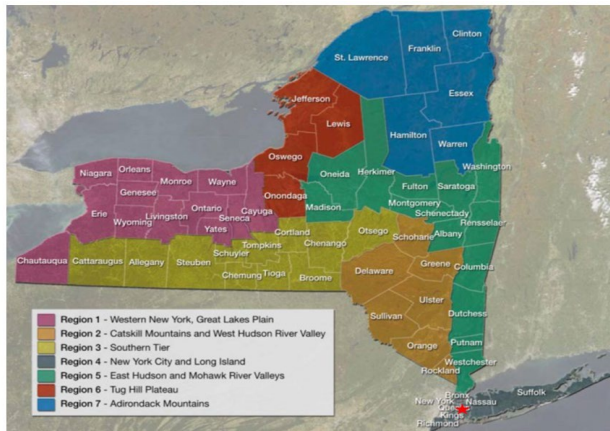 Clinton
Franklin
St. Lawrence
Essex
Jefferson
Lewis
Hamilton
Warren
Oswego
Washington
Niagara
Orleans
Monroe
Wayne
Oneida
Herkimer
Fulton
Saratoga
Genesee
Onondaga
Madison
Montgomery
Schenectady
Rensselaer
Erie
Wyoming
Livingston
Ontario
Seneca
Yates
Cayuga
Cortland
Otsego
Schoharie
Albany
Chautauqua
Cattaraugus
Allegany
Steuben
Schuyler
Tompkins
Chenango
Chemung
Tioga
Broome
Delaware
Greene
Columbia
Ulster
Sullivan
Dutchess
Orange
Putnam
Westchester
Rockland
Region 1 - Western New York, Great Lakes Plain
Region 2 - Catskill Mountains and West Hudson River Valley
Region 3 - Southern Tier
Region 4 - New York City and Long Island
Region 5 - East Hudson and Mohawk River Valleys
Region 6 - Tug Hill Plateau
Region 7 - Adirondack Mountains
Bronx
New York
Nassau
Suffolk
Kings
Richmond